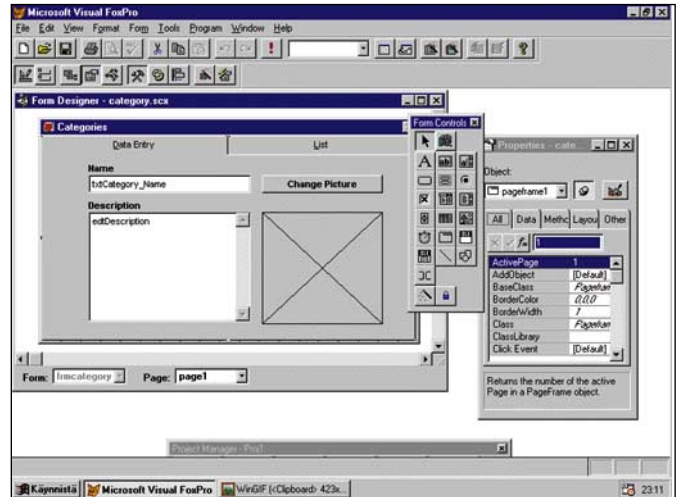 Microsoft Visual FoxPro
File Edit View Format Form Tools Program Window Help
Form Designer - category.scx
Categories
Data Entry List
Name
txtCategory_Name
Change Picture
Description
edtDescription
Form: frmcategory Page: page1
Form Controls
Properties - cate...
Object:
pageframe1
All Data Methc Layou Other
1
ActivePage 1
AddObject [Default]
BaseClass Pagefran
BorderColor 0,0,0
BorderWidth 1
Class Pagefran
ClassLibrary
Click Event [Default]
Returns the number of the active
Page in a PageFrame object.
Project Manager - Proj1
Käynnistä Microsoft Visual FoxPro WinGIF [<Clipboard> 423x... 23:11